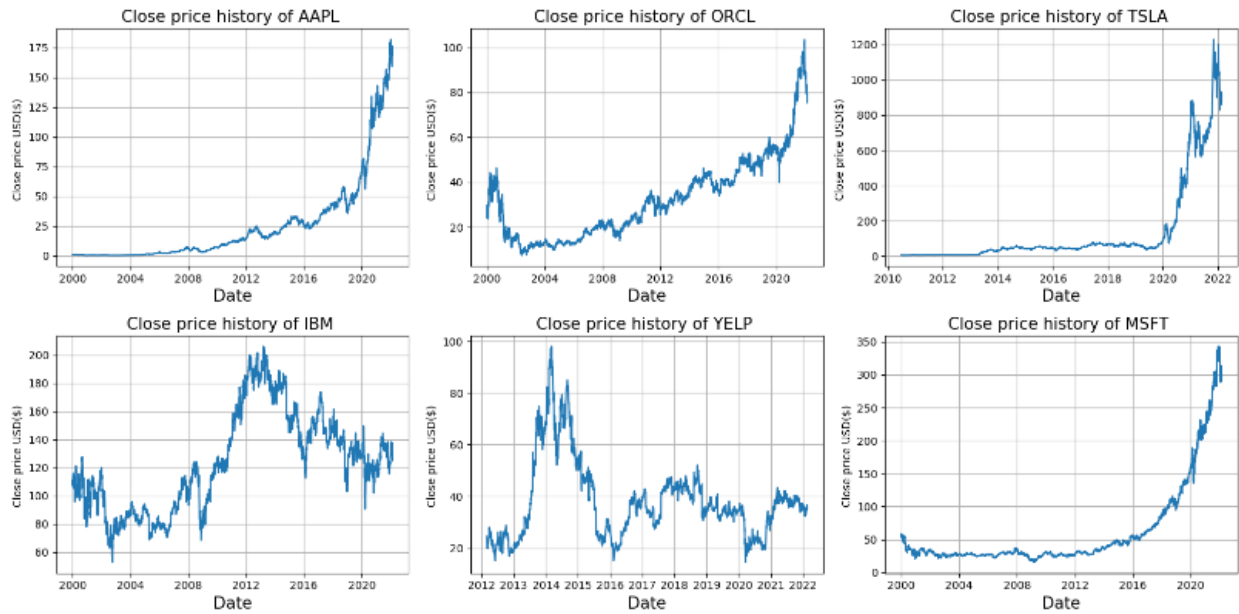 Close price history of AAPL
Close price USD($)
175
150
125
100
75
50
25
0
2000 2004 2008 2012 2016 2020
Date
Close price history of ORCL
Close price USD($)
100
80
60
40
20
2000 2004 2008 2012 2016 2020
Date
Close price history of TSLA
Close price USD($)
1200
1000
800
600
400
200
0
2010 2012 2014 2016 2018 2020 2022
Date
Close price history of IBM
Close price USD($)
200
180
160
140
120
100
80
60
2000 2004 2008 2012 2016 2020
Date
Close price history of YELP
Close price USD($)
100
80
60
40
20
2012 2013 2014 2015 2016 2017 2018 2019 2020 2021 2022
Date
Close price history of MSFT
Close price USD($)
350
300
250
200
150
100
50
0
2000 2004 2008 2012 2016 2020
Date